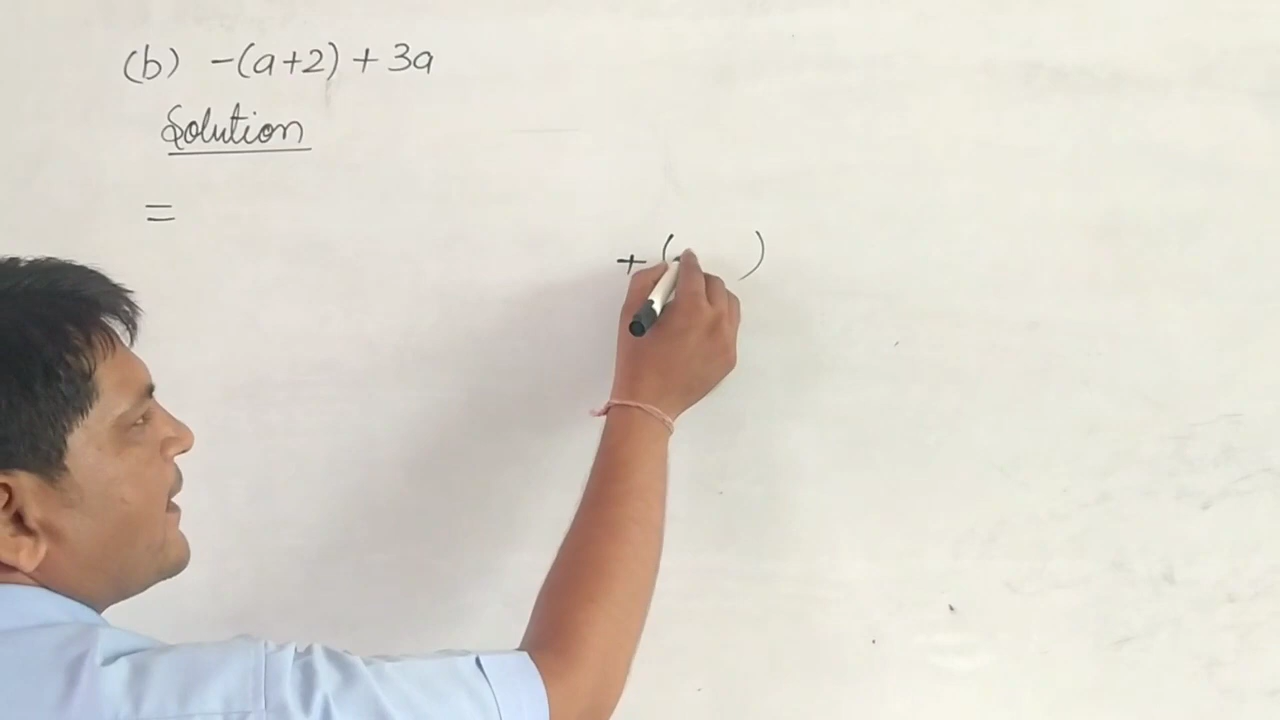 (b) -(a+2) + 3a
Solution
=
+ ( )